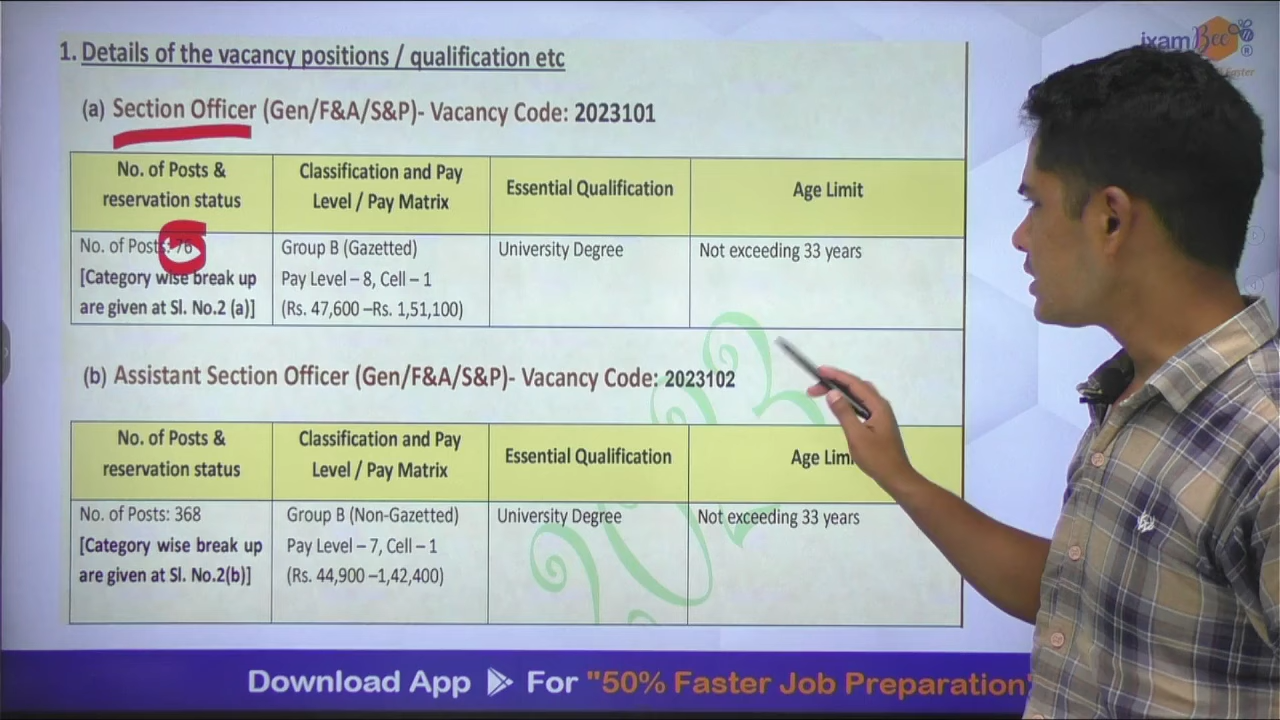 ixamBee
1. Details of the vacancy positions / qualification etc
(a) Section Officer (Gen/F&A/S&P)- Vacancy Code: 2023101
No. of Posts & reservation status
Classification and Pay Level / Pay Matrix
Essential Qualification
Age Limit
No. of Posts: 76
[Category wise break up are given at Sl. No.2 (a)]
Group B (Gazetted)
Pay Level – 8, Cell – 1
(Rs. 47,600 –Rs. 1,51,100)
University Degree
Not exceeding 33 years
(b) Assistant Section Officer (Gen/F&A/S&P)- Vacancy Code: 2023102
No. of Posts & reservation status
Classification and Pay Level / Pay Matrix
Essential Qualification
Age Limi
No. of Posts: 368
[Category wise break up are given at Sl. No.2(b)]
Group B (Non-Gazetted)
Pay Level – 7, Cell – 1
(Rs. 44,900 –1,42,400)
University Degree
Not exceeding 33 years
Download App For "50% Faster Job Preparation"